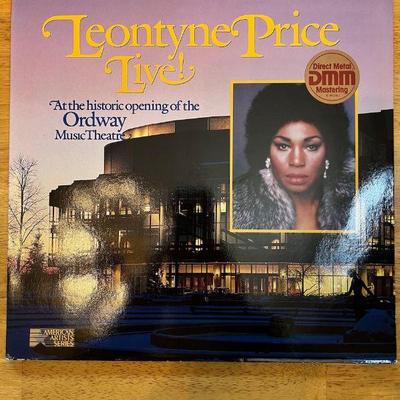 Leontyne Price
Live!
At the historic opening of the
Ordway
Music Theatre
Direct Metal
DMM
Mastering
AMERICAN
ARTISTS
SERIES